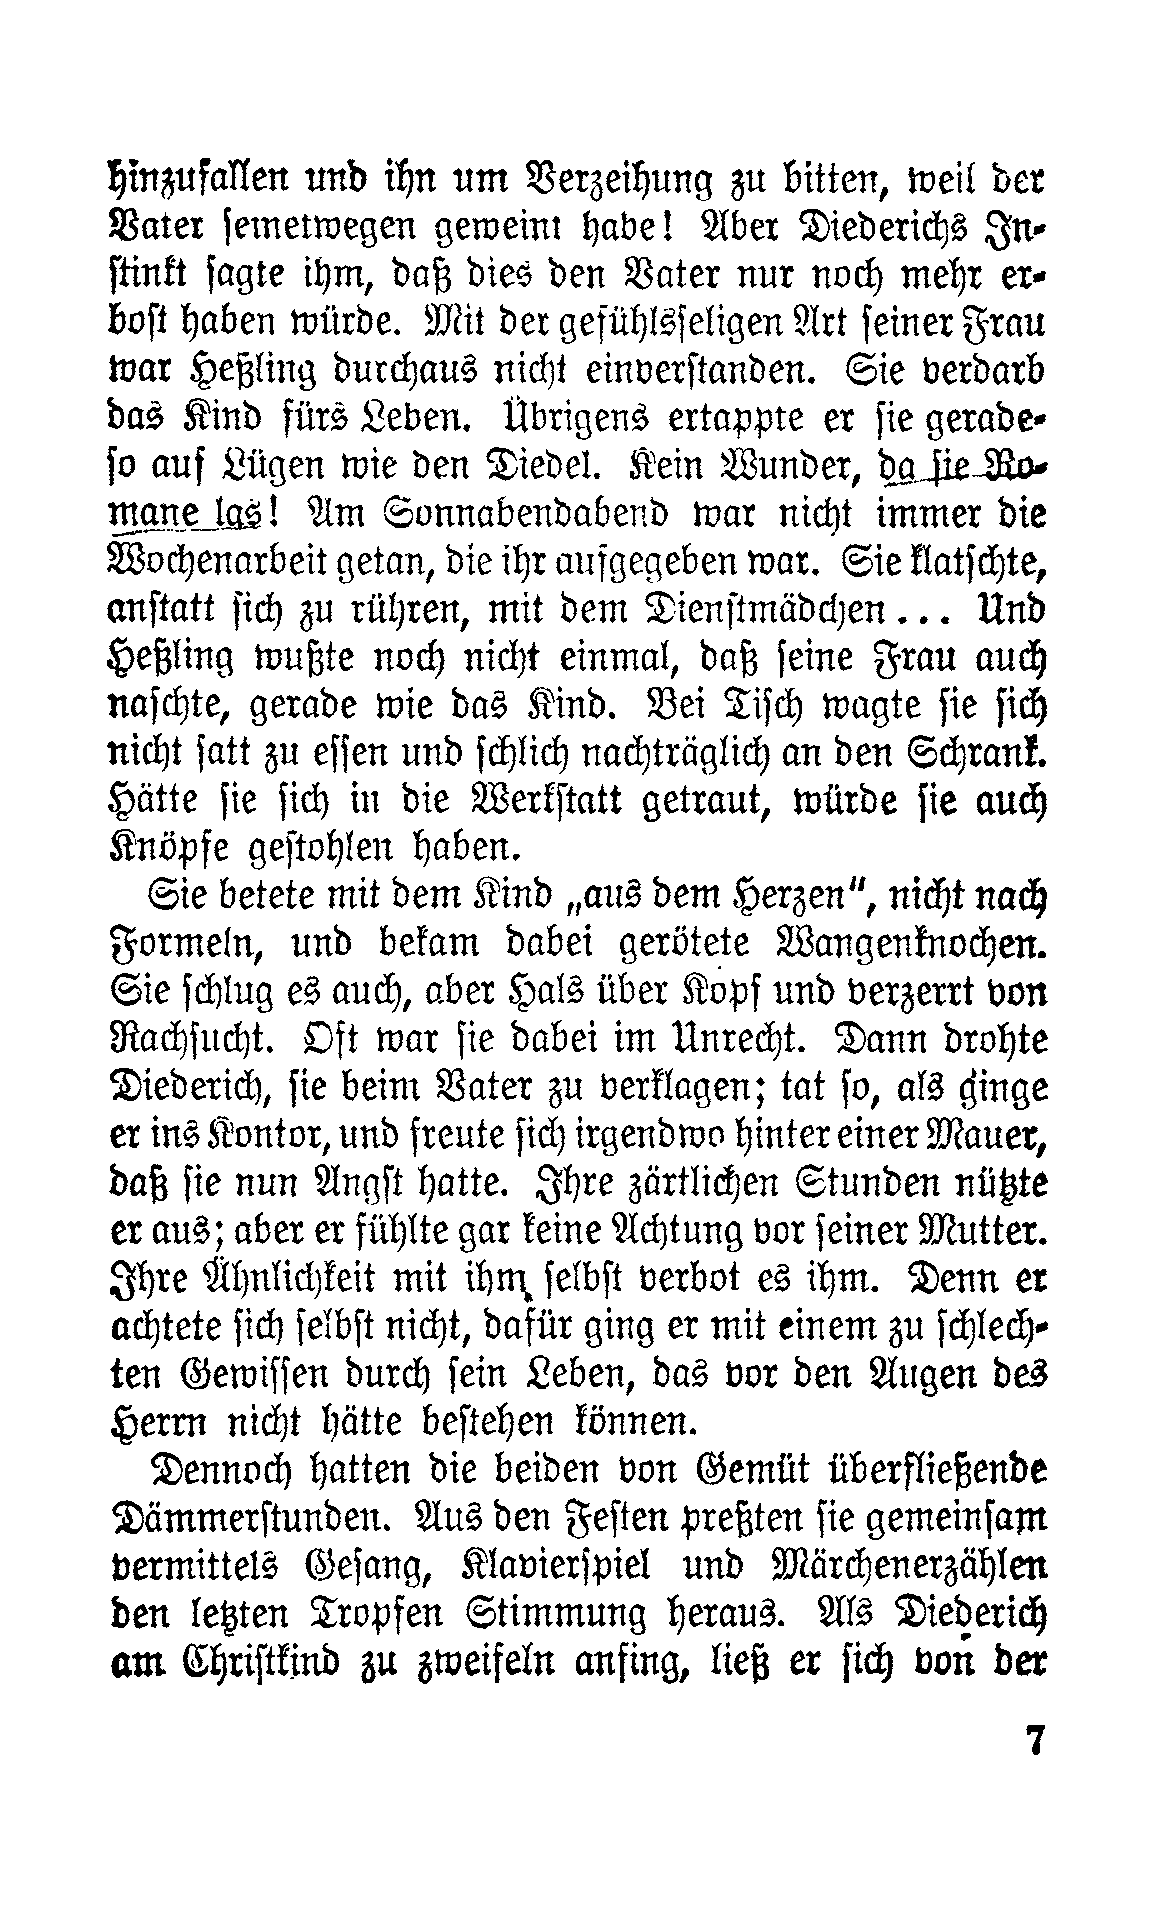 hinzufallen und ihn um Verzeihung zu bitten, weil der
Vater seinetwegen geweint habe! Aber Diederichs In-
stinkt sagte ihm, daß dies den Vater nur noch mehr er-
bost haben würde. Mit der gefühlsseligen Art seiner Frau
war Heßling durchaus nicht einverstanden. Sie verdarb
das Kind fürs Leben. Übrigens ertappte er sie gerade-
so auf Lügen wie den Diedel. Kein Wunder, da sie Ro-
mane las! Am Sonnabendabend war nicht immer die
Wochenarbeit getan, die ihr aufgegeben war. Sie klatschte,
anstatt sich zu rühren, mit dem Dienstmädchen... Und
Heßling wußte noch nicht einmal, daß seine Frau auch
naschte, gerade wie das Kind. Bei Tisch wagte sie sich
nicht satt zu essen und schlich nachträglich an den Schrank.
Hätte sie sich in die Werkstatt getraut, würde sie auch
Knöpfe gestohlen haben.
Sie betete mit dem Kind „aus dem Herzen", nicht nach
Formeln, und bekam dabei gerötete Wangenknochen.
Sie schlug es auch, aber Hals über Kopf und verzerrt von
Rachsucht. Oft war sie dabei im Unrecht. Dann drohte
Diederich, sie beim Vater zu verklagen; tat so, als ginge
er ins Kontor, und freute sich irgendwo hinter einer Mauer,
daß sie nun Angst hatte. Ihre zärtlichen Stunden nützte
er aus; aber er fühlte gar keine Achtung vor seiner Mutter.
Ihre Ähnlichkeit mit ihm selbst verbot es ihm. Denn er
achtete sich selbst nicht, dafür ging er mit einem zu schlech-
ten Gewissen durch sein Leben, das vor den Augen des
Herrn nicht hätte bestehen können.
Dennoch hatten die beiden von Gemüt überfließende
Dämmerstunden. Aus den Festen preßten sie gemeinsam
vermittels Gesang, Klavierspiel und Märchenerzählen
den letzten Tropfen Stimmung heraus. Als Diederich
am Christkind zu zweifeln anfing, ließ er sich von der
7